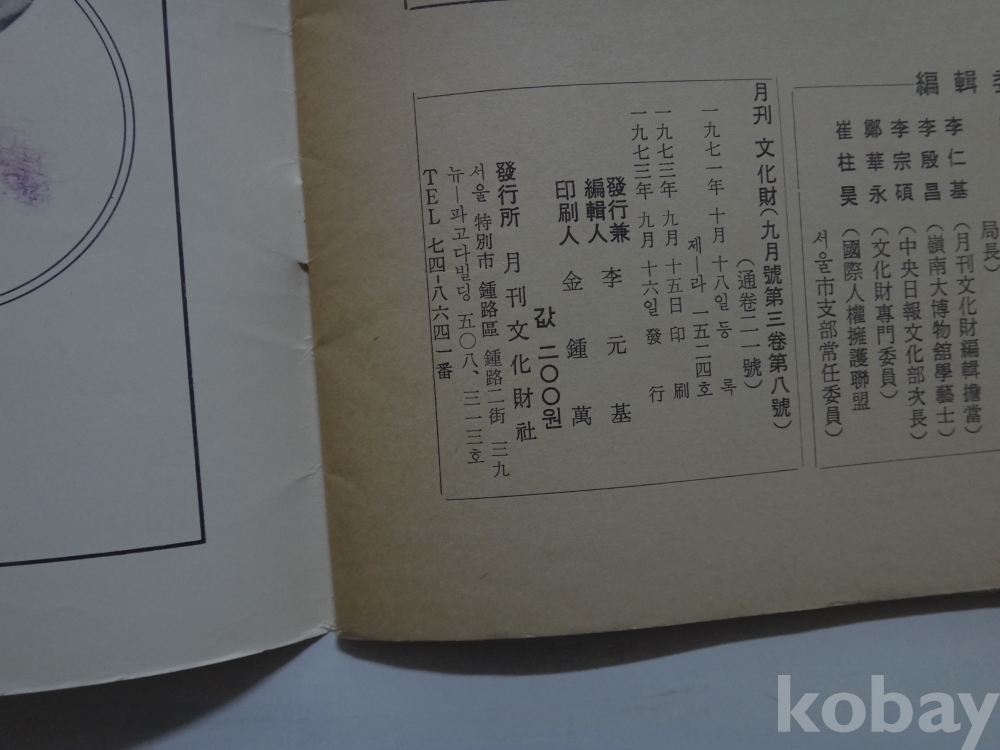 編輯委
局長)
李仁基 (月刊文化財編輯擔當)
李殷昌 (嶺南大博物舘學藝士)
李宗碩 (中央日報文化部次長)
鄭華永 (文化財專門委員)
崔柱昊 (國際人權擁護聯盟
서울市支部常任委員)
月刊 文化財 (九月號第三卷第八號)
(通卷二一號)
一九七一年 十月 十八일 등 록
제—라 一五二四호
一九七三年 九月 十五日 印 刷
一九七三年 九月 十六일 發 行
發行兼
編輯人 李元基
印刷人 金鍾萬
값 二〇〇원
發行所 月刊文化財社
서울 特別市 鍾路區 鍾路二街 三九
뉴—파고다빌딩 五〇八、三一三호
TEL 七四-八六四一番
kobay